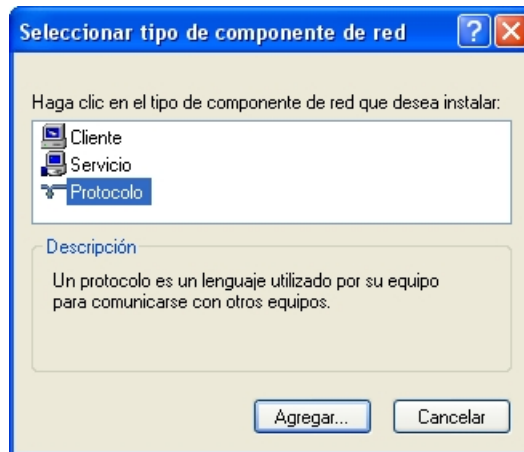 Seleccionar tipo de componente de red
Haga clic en el tipo de componente de red que desea instalar:
Cliente
Servicio
Protocolo
Descripción
Un protocolo es un lenguaje utilizado por su equipo
para comunicarse con otros equipos.
Agregar... Cancelar